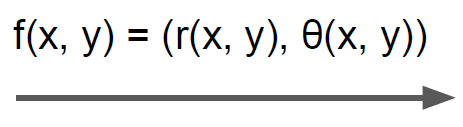 f(x, y) = (r(x, y), θ(x, y))